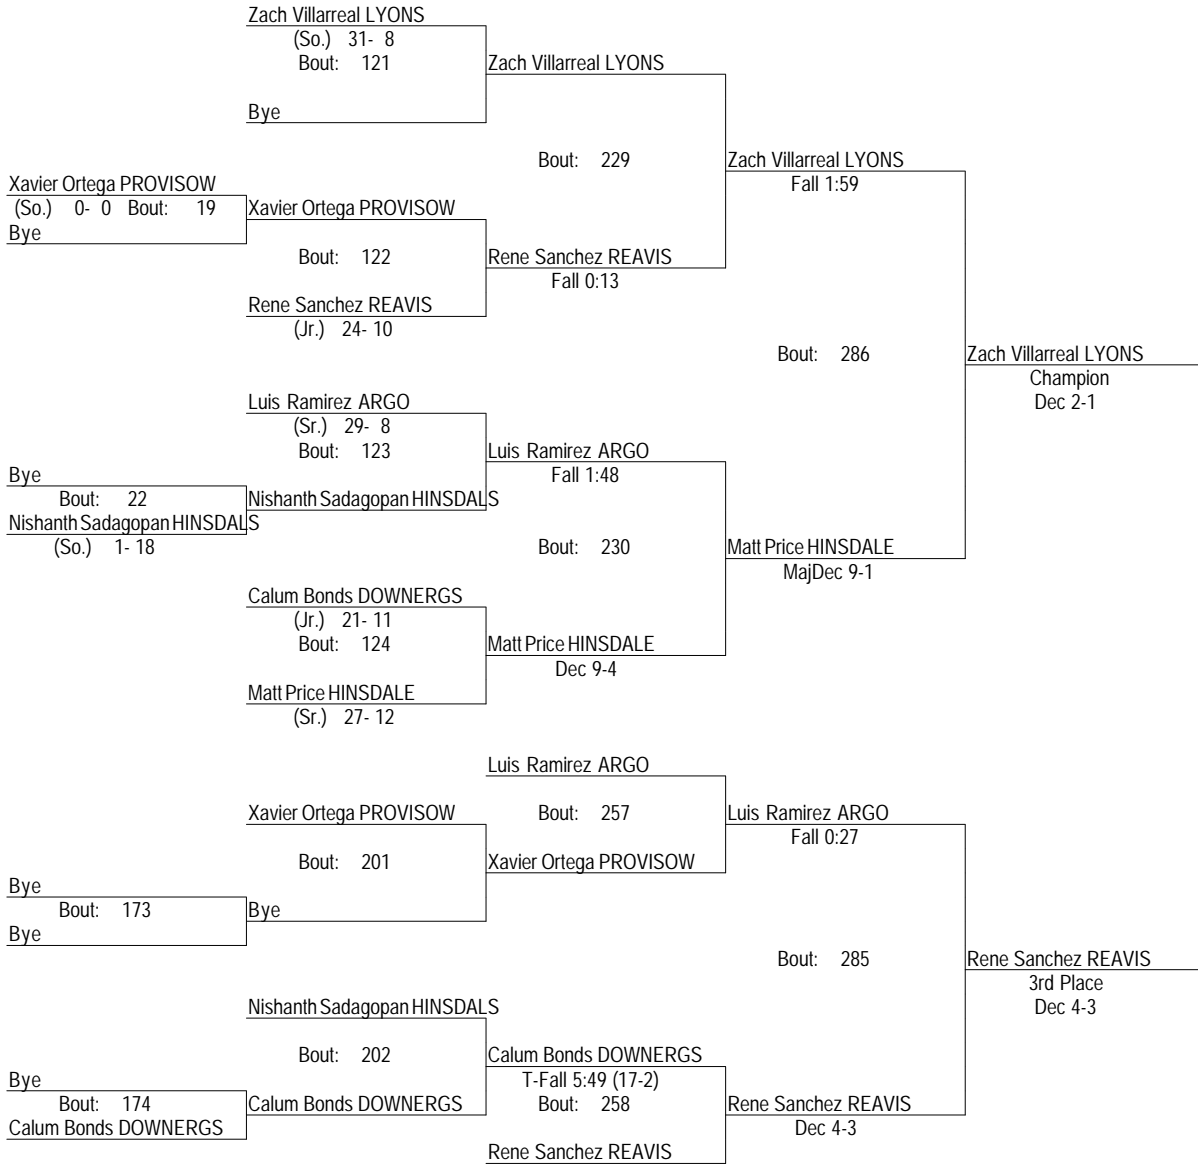 Zach Villarreal LYONS
(So.) 31- 8
Bout: 121
Zach Villarreal LYONS
Bye
Bout: 229
Zach Villarreal LYONS
Fall 1:59
Xavier Ortega PROVISOW
(So.) 0- 0 Bout: 19
Xavier Ortega PROVISOW
Bye
Bout: 122
Rene Sanchez REAVIS
Fall 0:13
Rene Sanchez REAVIS
(Jr.) 24- 10
Bout: 286
Zach Villarreal LYONS
Champion
Dec 2-1
Luis Ramirez ARGO
(Sr.) 29- 8
Bout: 123
Luis Ramirez ARGO
Fall 1:48
Bye
Bout: 22
Nishanth Sadagopan HINSDALS
Nishanth Sadagopan HINSDALS
(So.) 1- 18
Bout: 230
Matt Price HINSDALE
MajDec 9-1
Calum Bonds DOWNERGS
(Jr.) 21- 11
Bout: 124
Matt Price HINSDALE
Dec 9-4
Matt Price HINSDALE
(Sr.) 27- 12
Luis Ramirez ARGO
Xavier Ortega PROVISOW
Bout: 257
Luis Ramirez ARGO
Fall 0:27
Bout: 201
Xavier Ortega PROVISOW
Bye
Bout: 173
Bye
Bye
Bout: 285
Rene Sanchez REAVIS
3rd Place
Dec 4-3
Nishanth Sadagopan HINSDALS
Bout: 202
Calum Bonds DOWNERGS
T-Fall 5:49 (17-2)
Bye
Bout: 174
Calum Bonds DOWNERGS
Bout: 258
Rene Sanchez REAVIS
Dec 4-3
Calum Bonds DOWNERGS
Rene Sanchez REAVIS